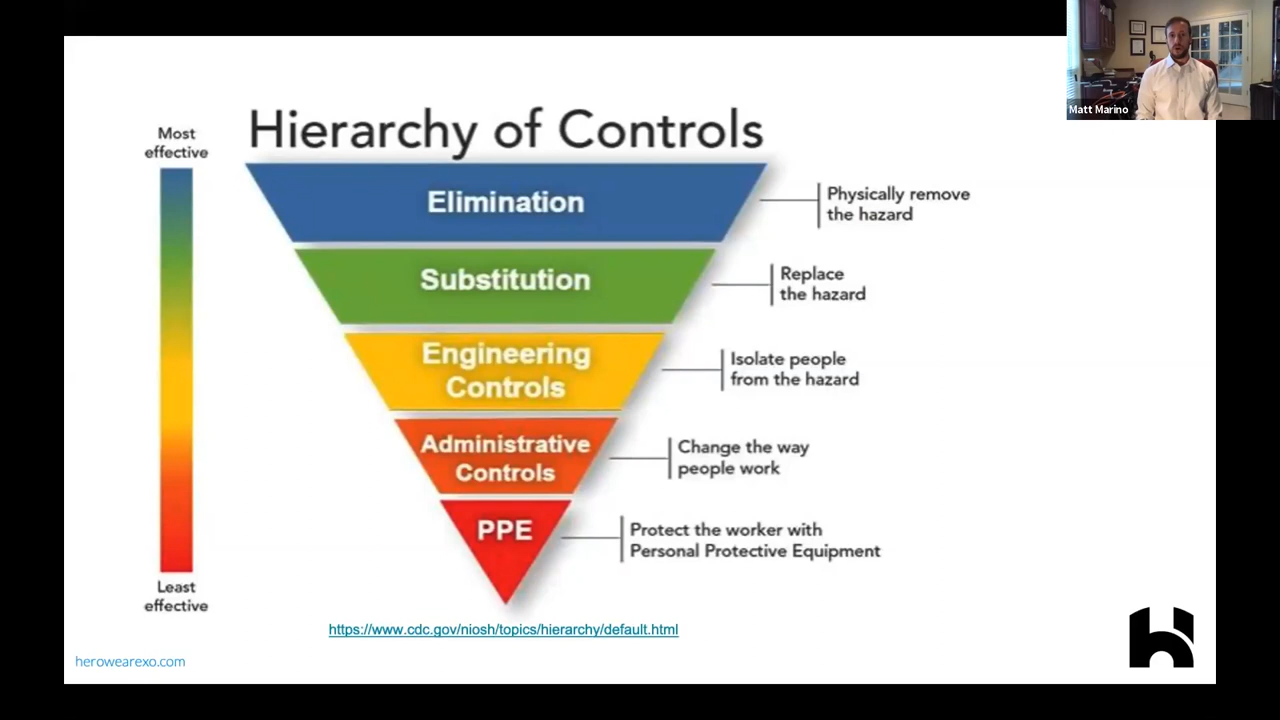 Matt Marino
Hierarchy of Controls
Most
effective
Elimination
Physically remove
the hazard
Substitution
Replace
the hazard
Engineering
Controls
Isolate people
from the hazard
Administrative
Controls
Change the way
people work
PPE
Protect the worker with
Personal Protective Equipment
Least
effective
https://www.cdc.gov/niosh/topics/hierarchy/default.html
herowearexo.com